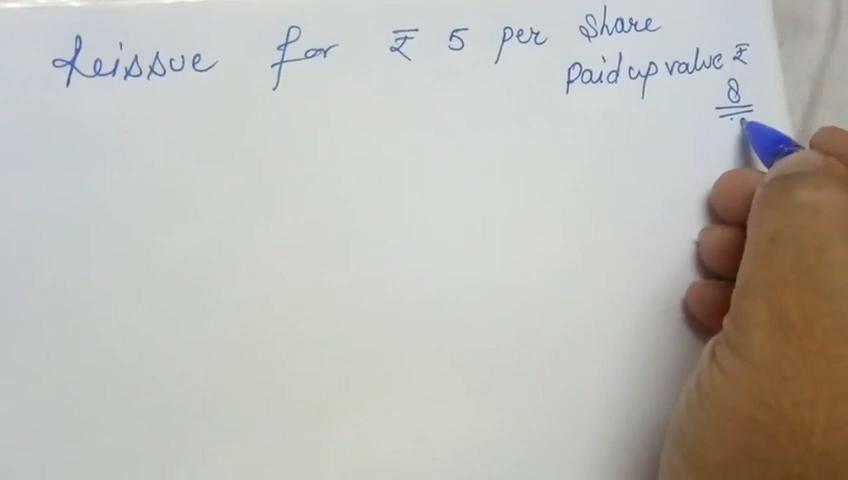 Reissue for ₹ 5 per share
paid up value ₹
8